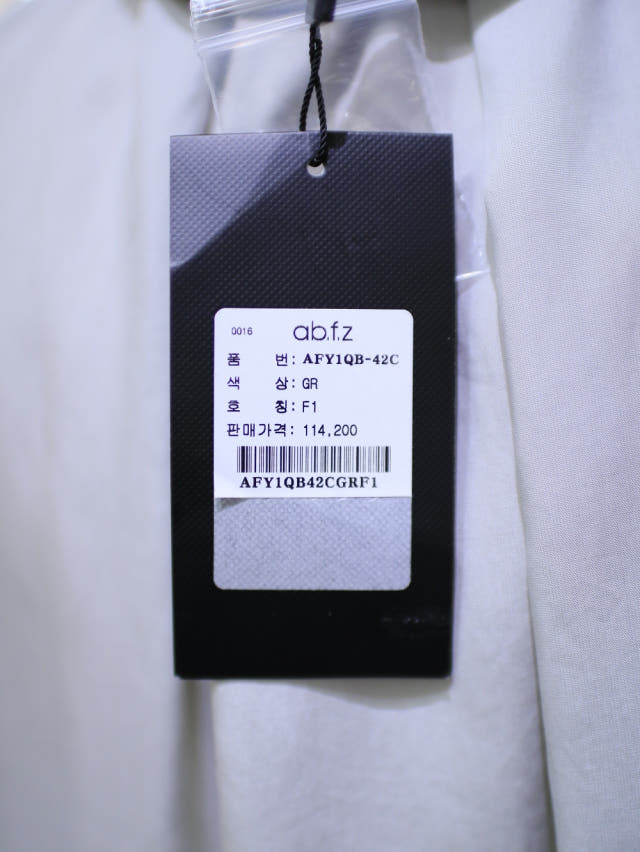 0016 ab.f.z
품 번: AFY1QB-42C
색 상: GR
호 칭: F1
판매가격: 114,200
AFY1QB42CGRF1